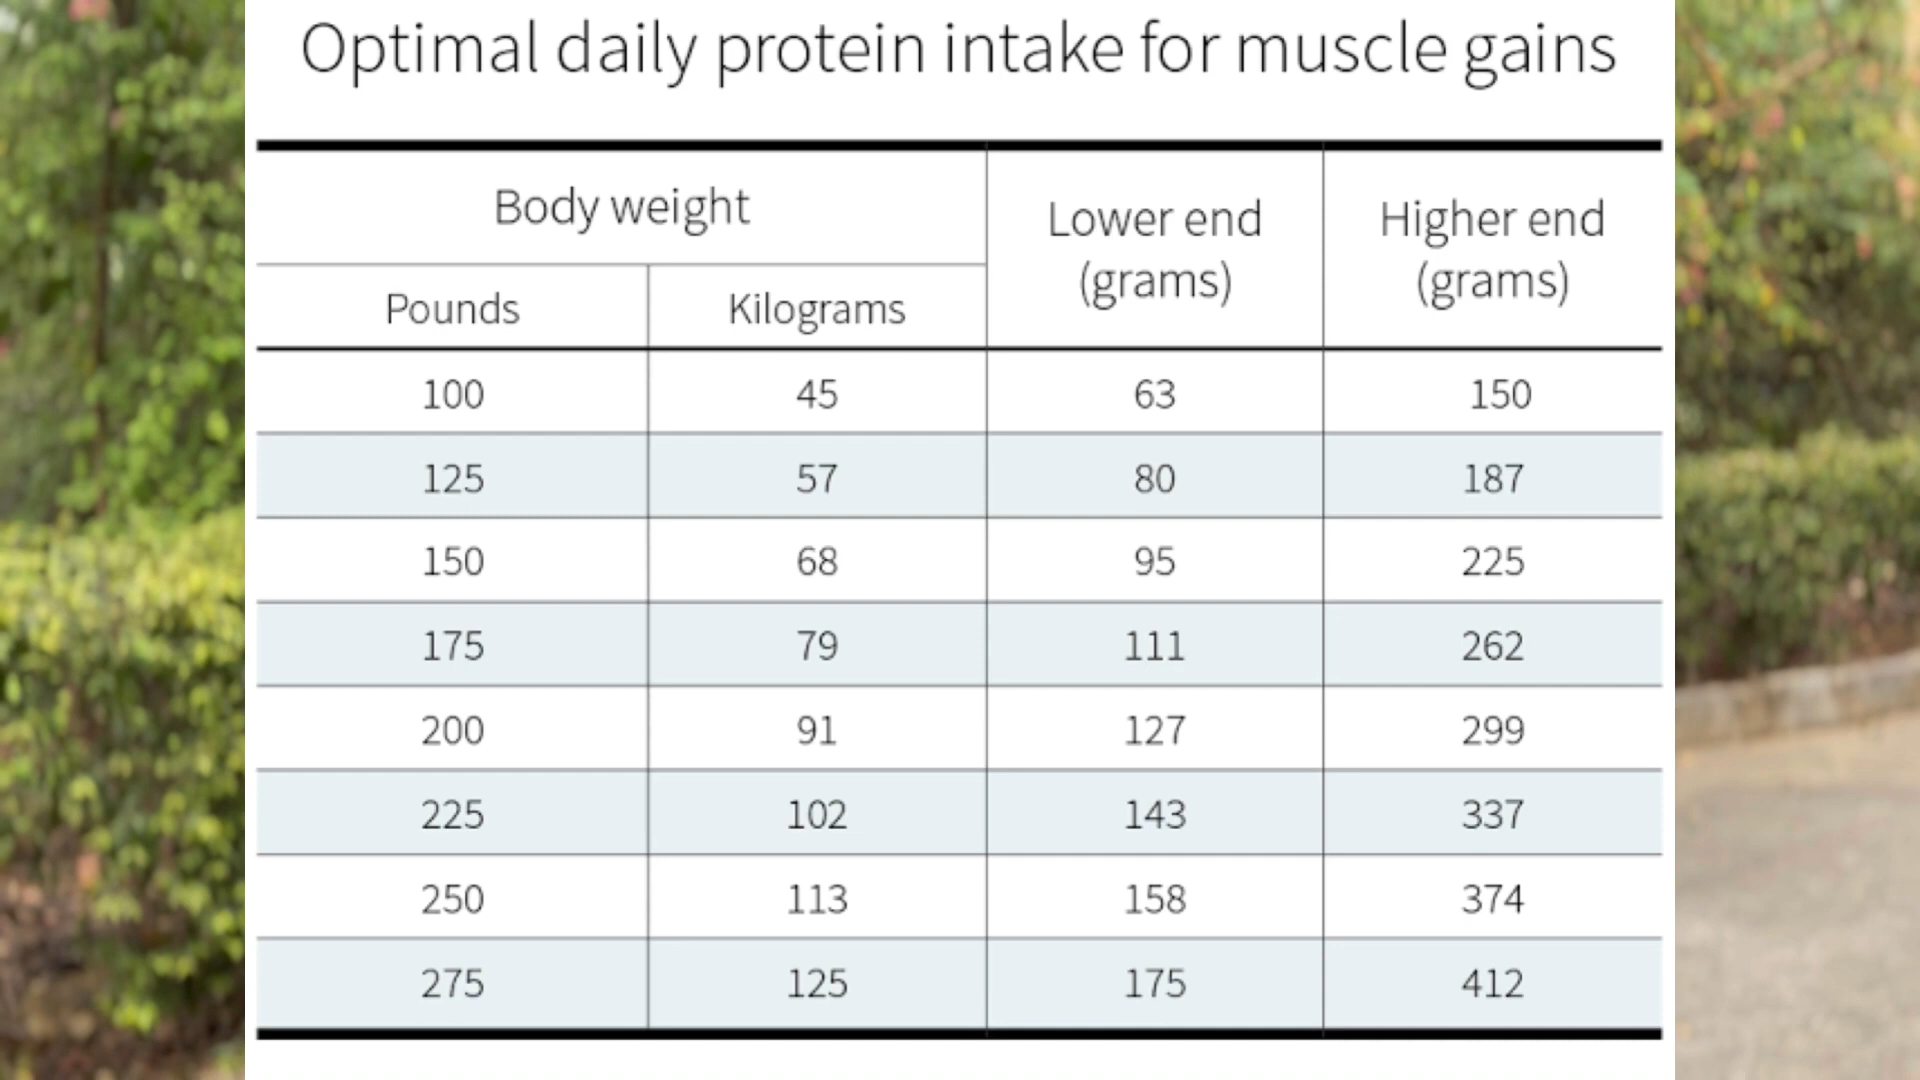 Optimal daily protein intake for muscle gains
Body weight
Lower end
(grams)
Higher end
(grams)
Pounds
Kilograms
100 45 63 150
125 57 80 187
150 68 95 225
175 79 111 262
200 91 127 299
225 102 143 337
250 113 158 374
275 125 175 412